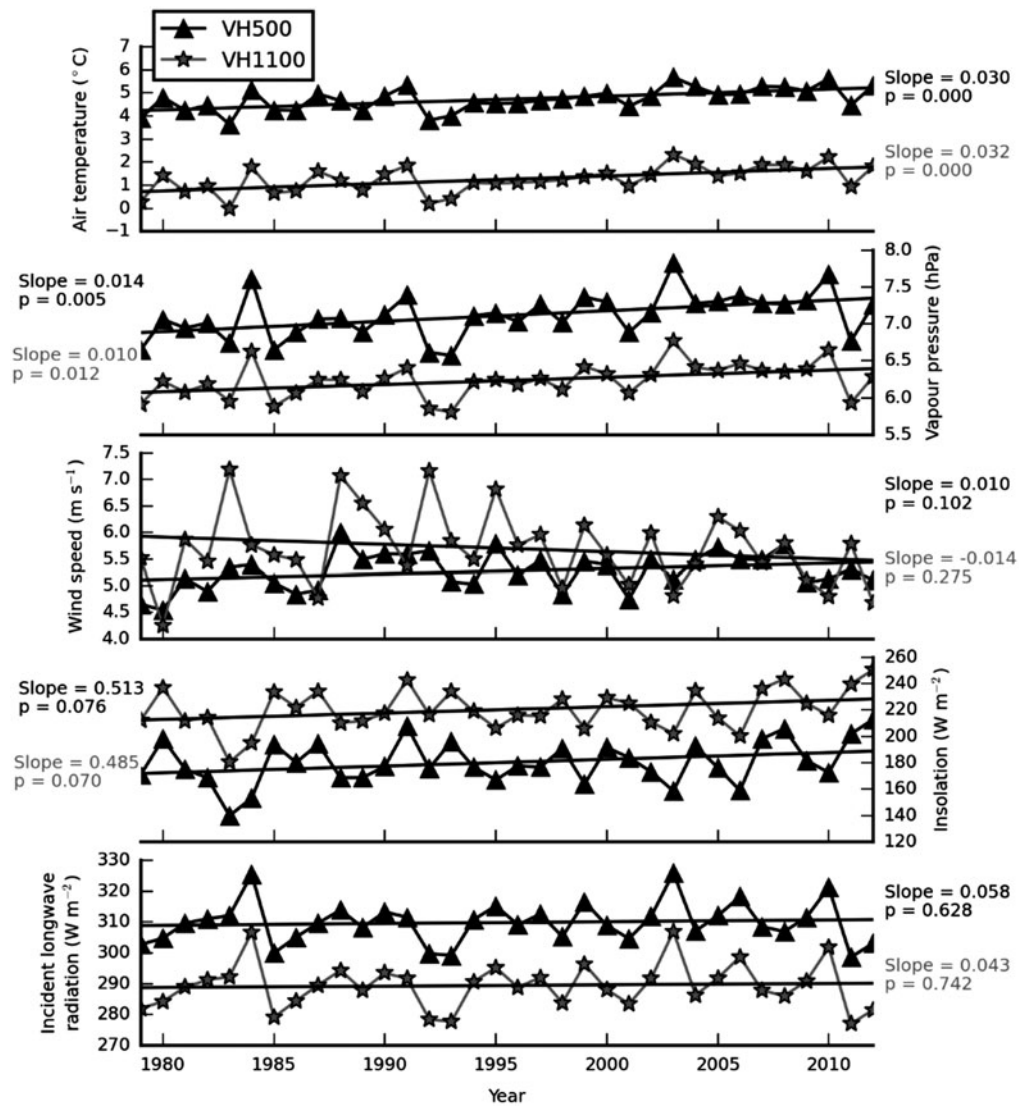 VH500
VH1100
Air temperature (°C)
7
6
5
4
3
2
1
0
−1
Slope = 0.030
p = 0.000
Slope = 0.032
p = 0.000
Slope = 0.014
p = 0.005
Slope = 0.010
p = 0.012
8.0
7.5
7.0
6.5
6.0
5.5
Vapour pressure (hPa)
Wind speed (m s⁻¹)
7.5
7.0
6.5
6.0
5.5
5.0
4.5
4.0
Slope = 0.010
p = 0.102
Slope = -0.014
p = 0.275
Slope = 0.513
p = 0.076
Slope = 0.485
p = 0.070
260
240
220
200
180
160
140
120
Insolation (W m⁻²)
Incident longwave
radiation (W m⁻²)
330
320
310
300
290
280
270
Slope = 0.058
p = 0.628
Slope = 0.043
p = 0.742
1980 1985 1990 1995 2000 2005 2010
Year